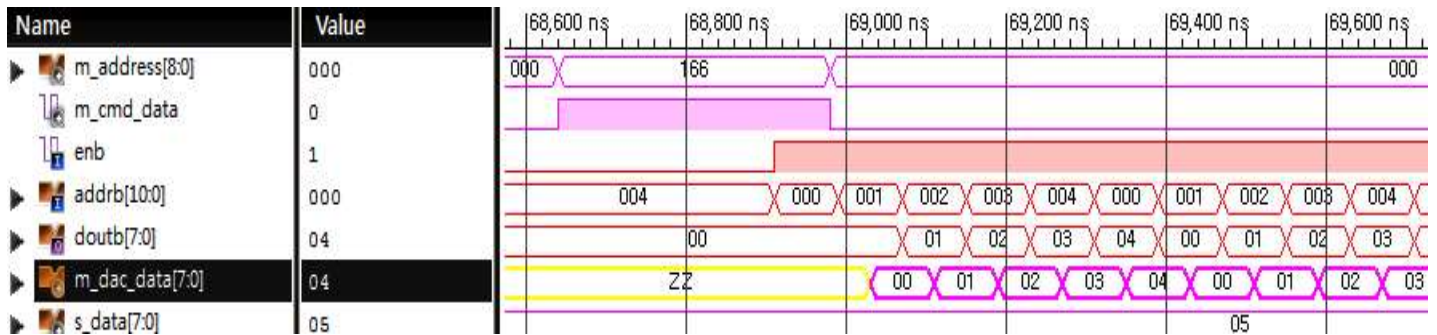 Name Value 68,600 ns 68,800 ns 69,000 ns 69,200 ns 69,400 ns 69,600 ns
m_address[8:0] 000 000 166 000
m_cmd_data 0
enb 1
addrb[10:0] 000 004 000 001 002 003 004 000 001 002 003 004
doutb[7:0] 04 00 01 02 03 04 00 01 02 03
m_dac_data[7:0] 04 ZZ 00 01 02 03 04 00 01 02 03
s_data[7:0] 05 05